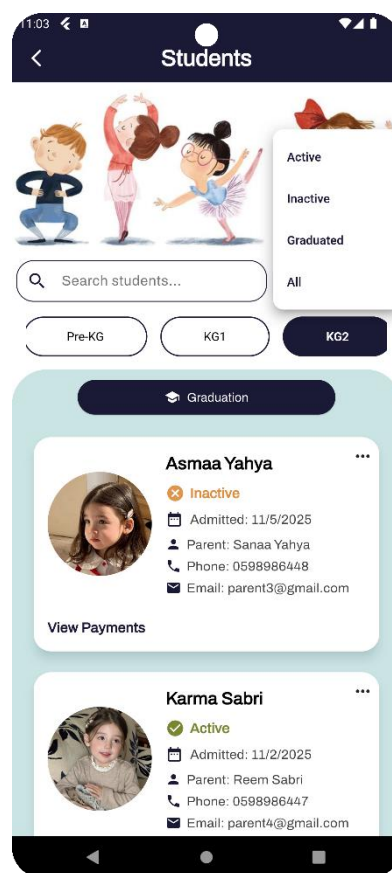 11:03
Students
Active
Inactive
Graduated
All
Search students...
Pre-KG
KG1
KG2
Graduation
Asmaa Yahya
Inactive
Admitted: 11/5/2025
Parent: Sanaa Yahya
Phone: 0598986448
Email: parent3@gmail.com
View Payments
Karma Sabri
Active
Admitted: 11/2/2025
Parent: Reem Sabri
Phone: 0598986447
Email: parent4@gmail.com